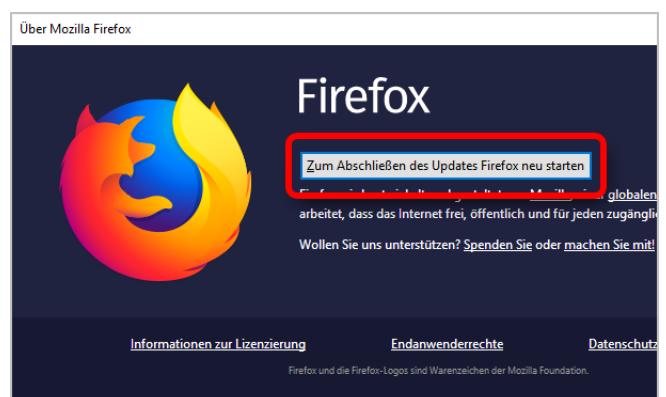 Über Mozilla Firefox
Firefox
Zum Abschließen des Updates Firefox neu starten
globalen
arbeitet, dass das Internet frei, öffentlich und für jeden zugängli
Wollen Sie uns unterstützen? Spenden Sie oder machen Sie mit!
Informationen zur Lizenzierung Endanwenderrechte Datenschutz
Firefox und die Firefox-Logos sind Warenzeichen der Mozilla Foundation.